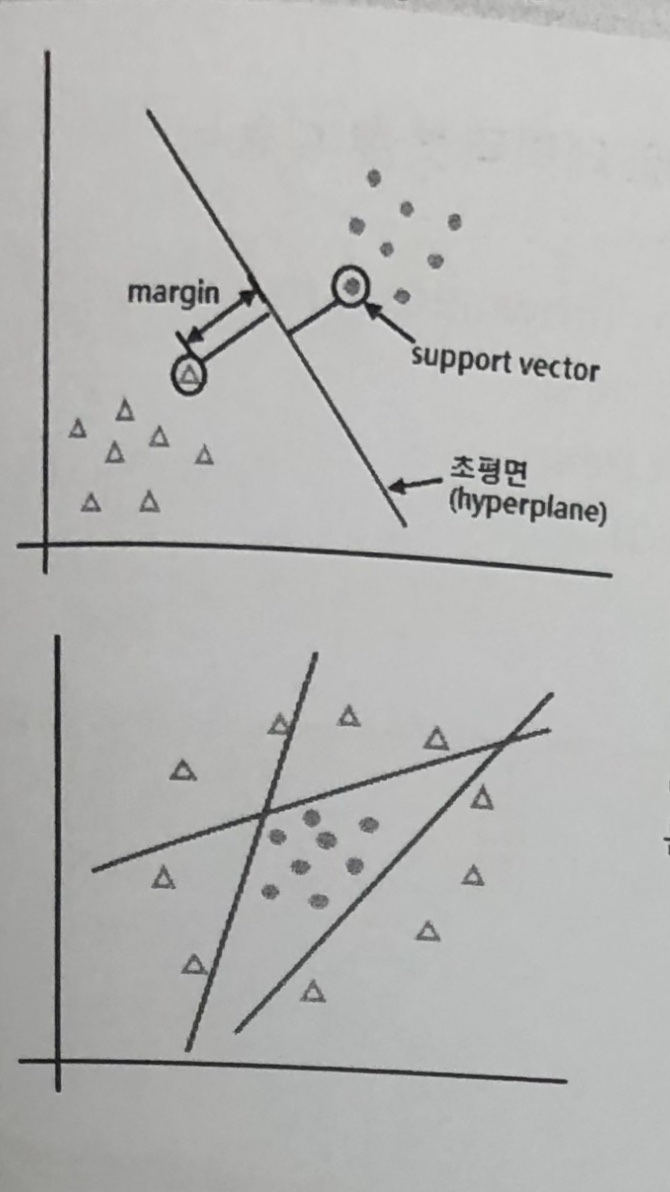 margin
support vector
초평면
(hyperplane)